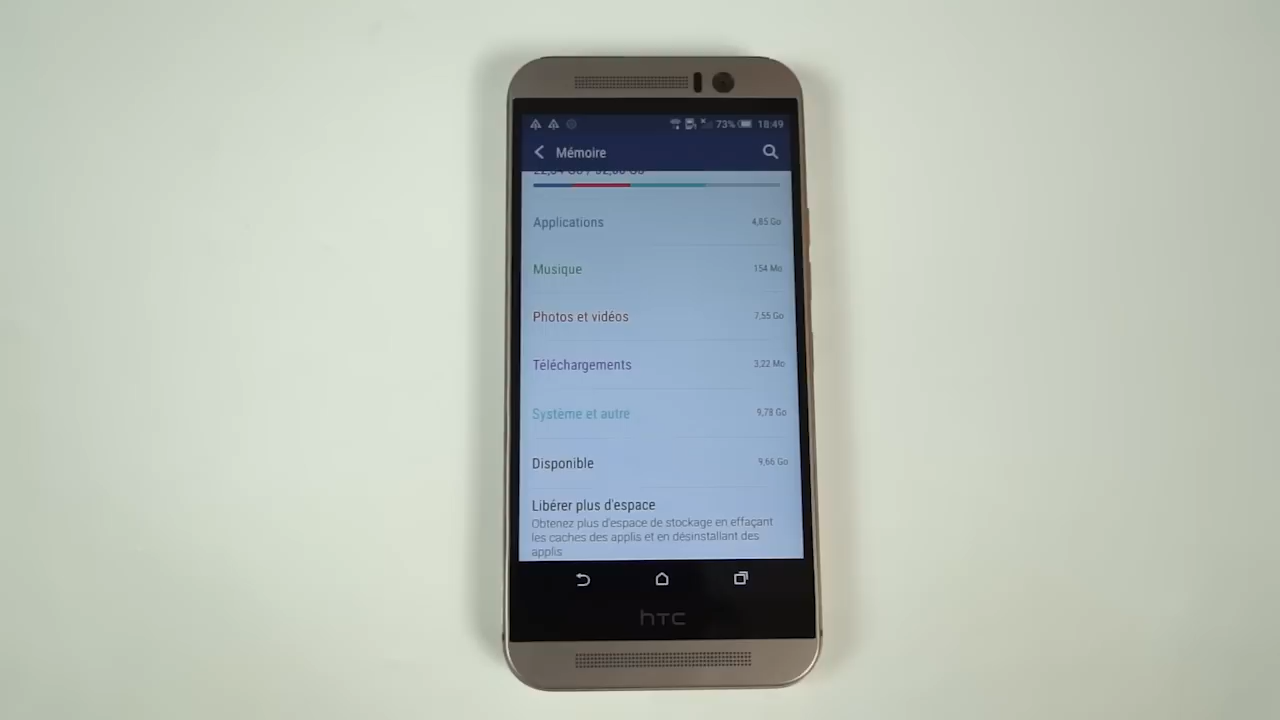 73% 18:49
Mémoire
Applications 4,85 Go
Musique 154 Mo
Photos et vidéos 7,55 Go
Téléchargements 3,22 Mo
Système et autre 9,78 Go
Disponible 9,66 Go
Libérer plus d'espace
Obtenez plus d'espace de stockage en effaçant
les caches des applis et en désinstallant des
applis
hTC